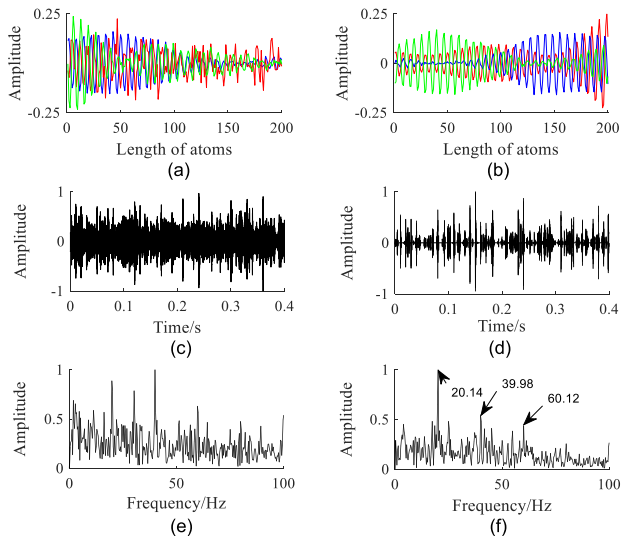 0.25
Amplitude
-0.25
0 50 100 150 200
Length of atoms
(a)
0.25
Amplitude
0
-0.25
0 50 100 150 200
Length of atoms
(b)
1
Amplitude
0
-1
0 0.1 0.2 0.3 0.4
Time/s
(c)
1
Amplitude
0
-1
0 0.1 0.2 0.3 0.4
Time/s
(d)
1
Amplitude
0.5
0
0 50 100
Frequency/Hz
(e)
1
Amplitude
0.5
0
20.14
39.98
60.12
0 50 100
Frequency/Hz
(f)